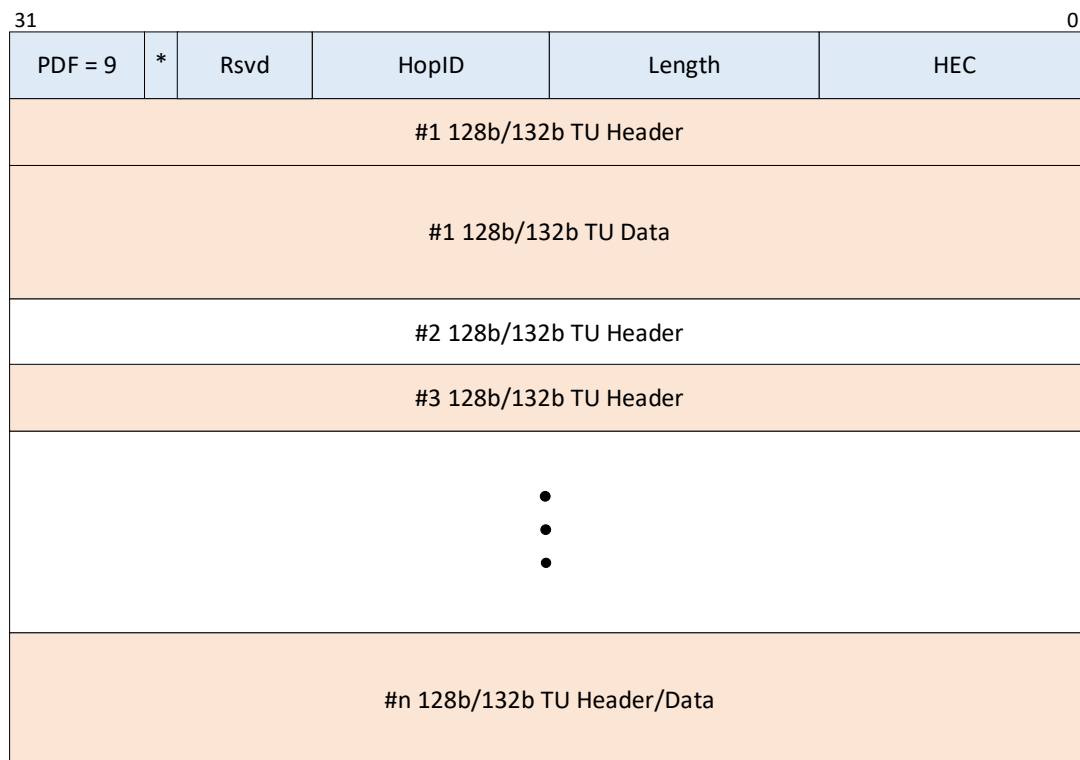 31 0
PDF = 9 * Rsvd HopID Length HEC
#1 128b/132b TU Header
#1 128b/132b TU Data
#2 128b/132b TU Header
#3 128b/132b TU Header
#n 128b/132b TU Header/Data